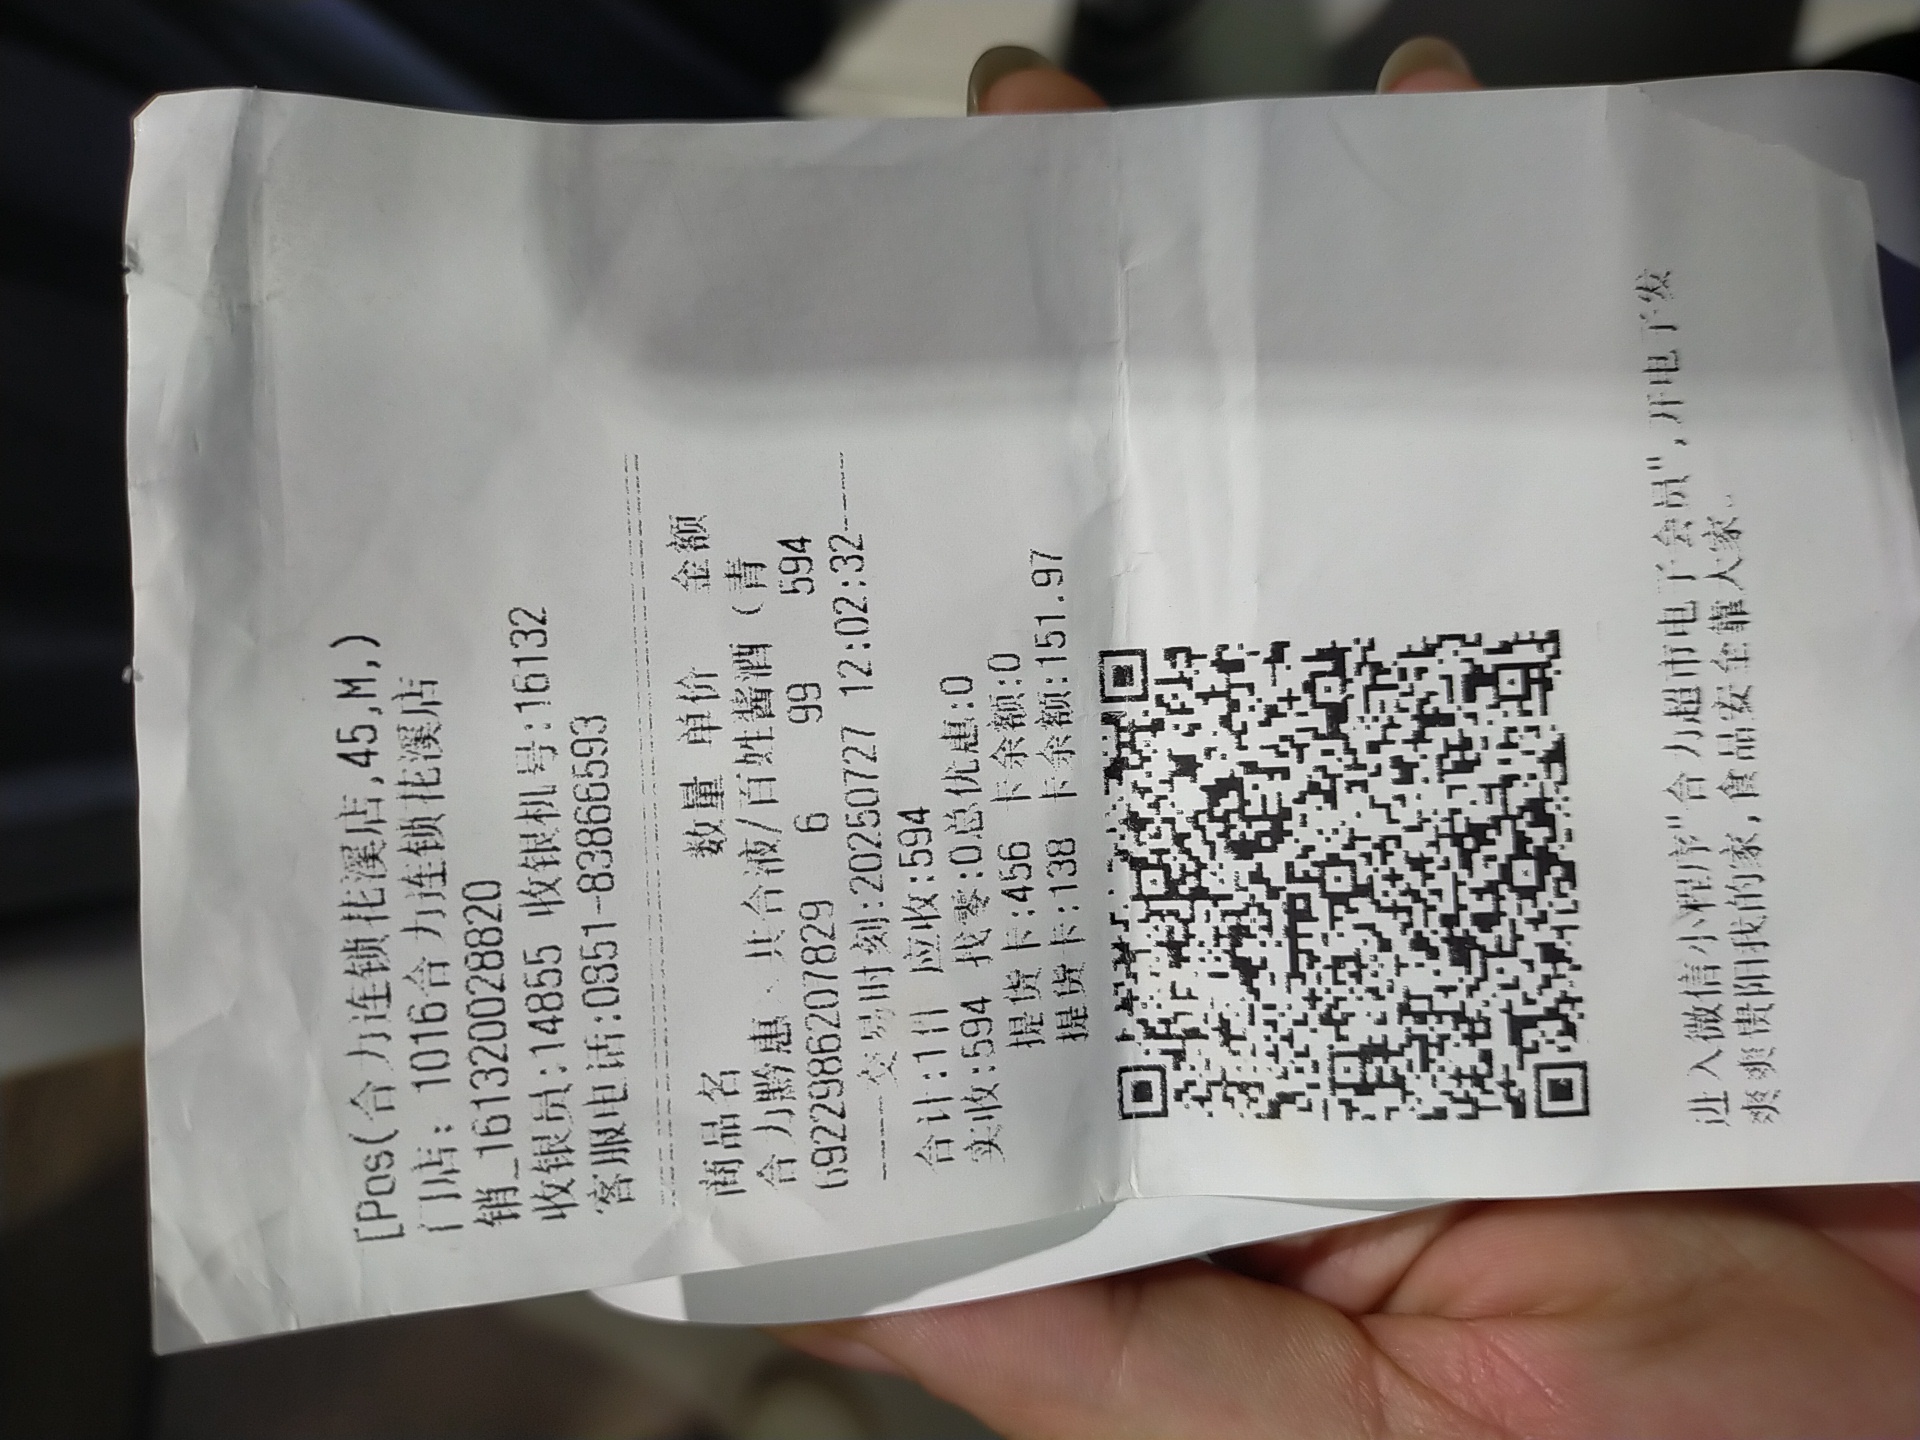 [Pos(合力连锁花溪店,45,M,)
门店: 1016合力连锁花溪店
销_1613200028820
收银员:14855 收银机号:16132
客服电话:0851-83866593
商品名 数量 单价 金额
合力黔惠、共合液/百姓酱酒（青
6922986207829 6 99 594
交易时刻:20250727 12:02:32
合计:1件 应收:594
实收:594 找零:0总优惠:0
提货卡:456 卡余额:0
提货卡:138 卡余额:151.97
进入微信小程序"合力超市电子会员",开电子发
爽爽贵阳我的家,食品安全靠大家。